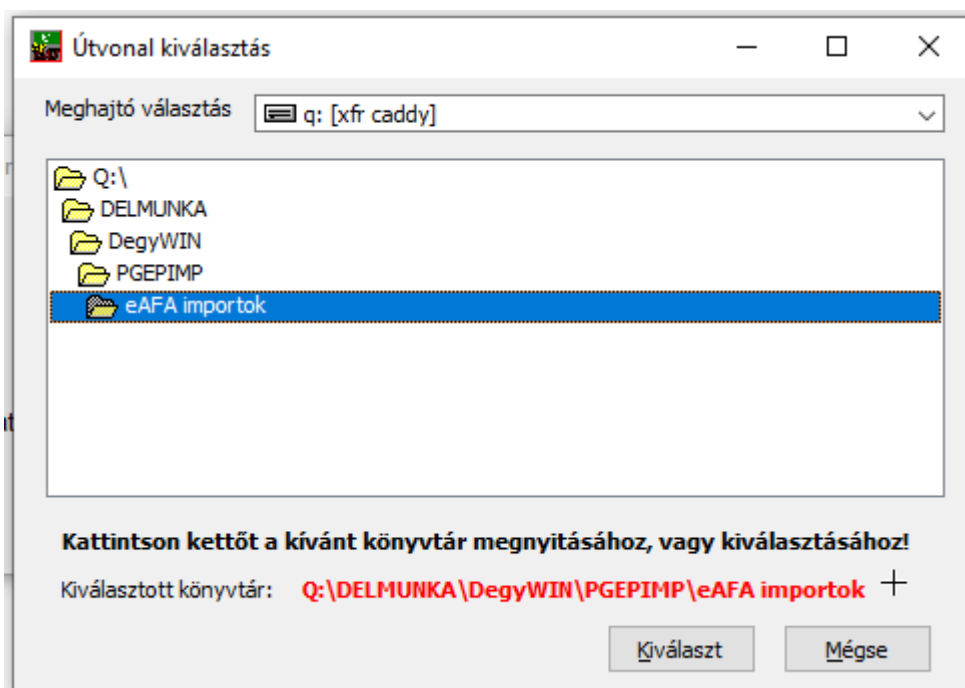 Útvonal kiválasztás
Meghajtó választás q: [xfr caddy]
Q:\
DELMUNKA
DegyWIN
PGEPIMP
eAFA importok
Kattintson kettőt a kívánt könyvtár megnyitásához, vagy kiválasztásához!
Kiválasztott könyvtár: Q:\DELMUNKA\DegyWIN\PGEPIMP\eAFA importok
Kiválaszt Mégse